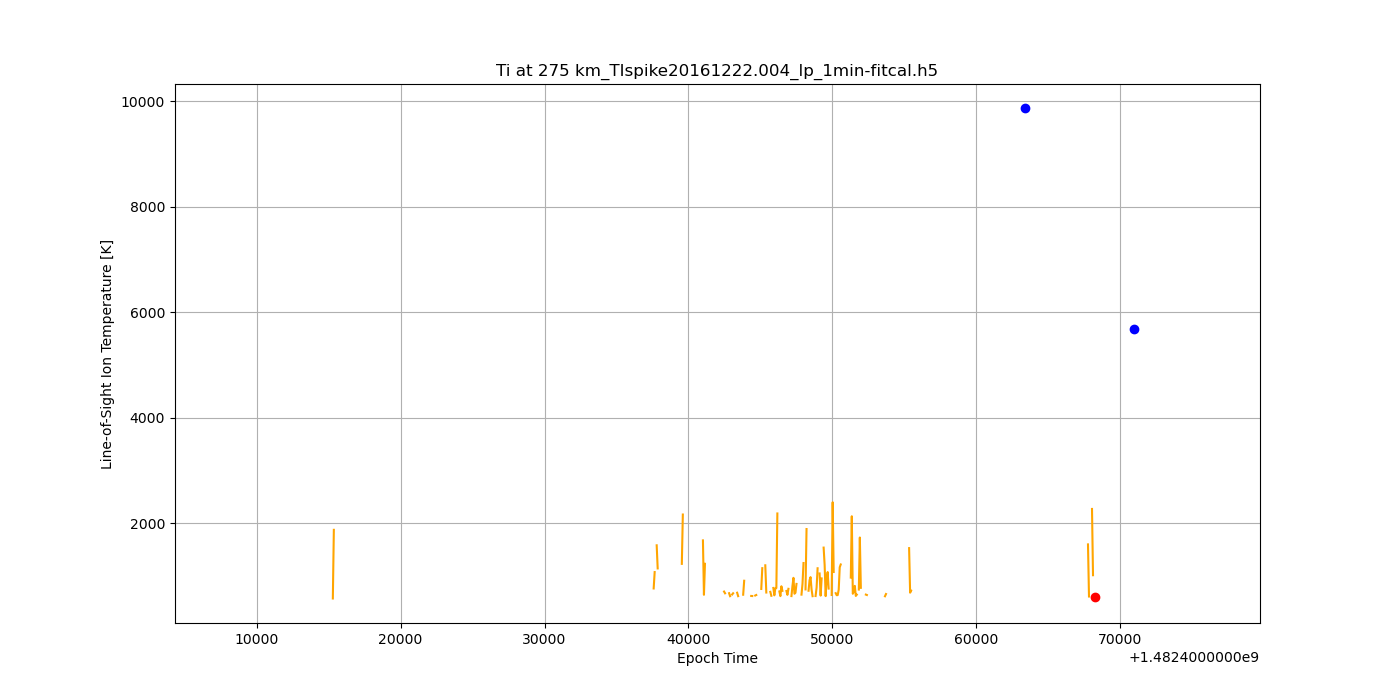 Ti at 275 km_TIspike20161222.004_lp_1min-fitcal.h5
10000
8000
6000
4000
2000
Line-of-Sight Ion Temperature [K]
10000 20000 30000 40000 50000 60000 70000
Epoch Time
+1.4824000000e9